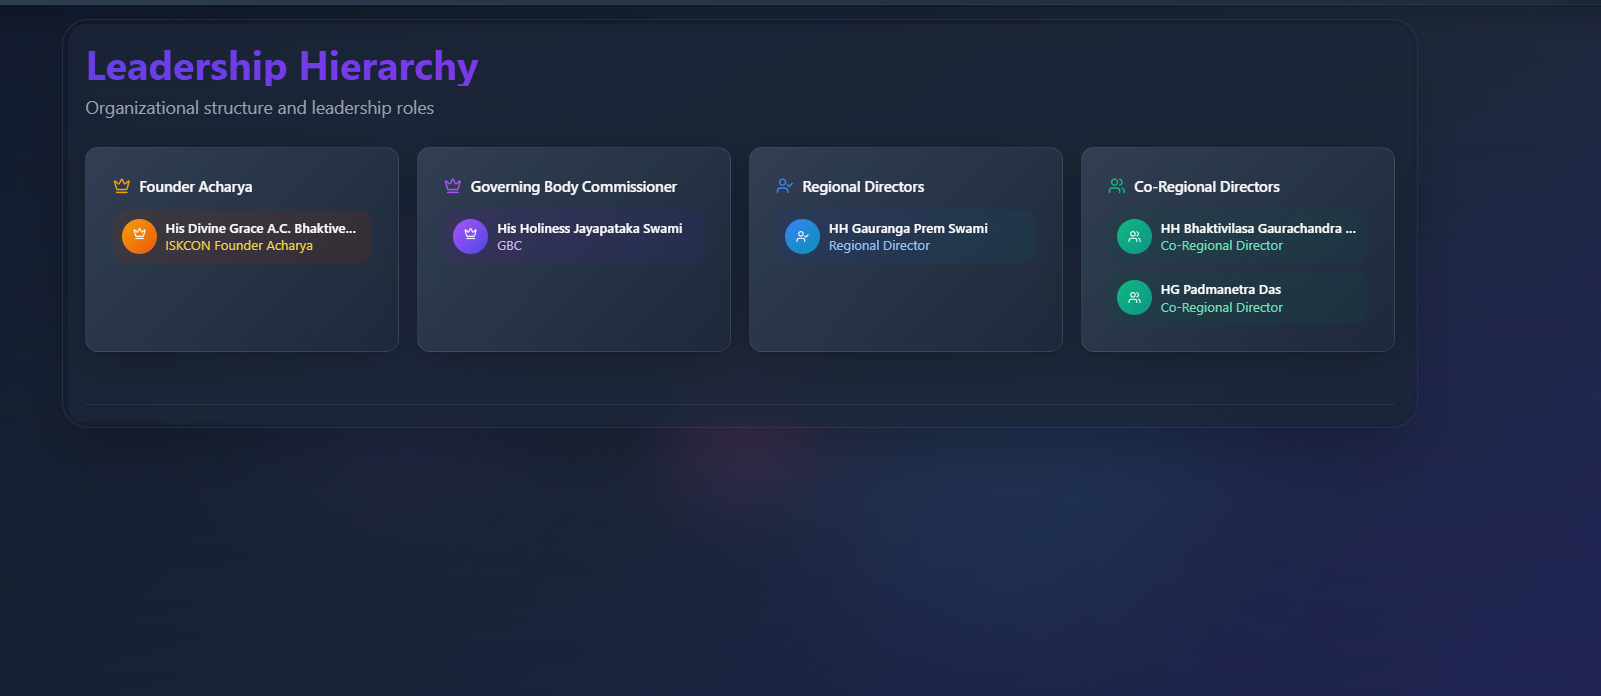 Leadership Hierarchy
Organizational structure and leadership roles
Founder Acharya
His Divine Grace A.C. Bhaktive...
ISKCON Founder Acharya
Governing Body Commissioner
His Holiness Jayapataka Swami
GBC
Regional Directors
HH Gauranga Prem Swami
Regional Director
Co-Regional Directors
HH Bhaktivilasa Gaurachandra ...
Co-Regional Director
HG Padmanetra Das
Co-Regional Director